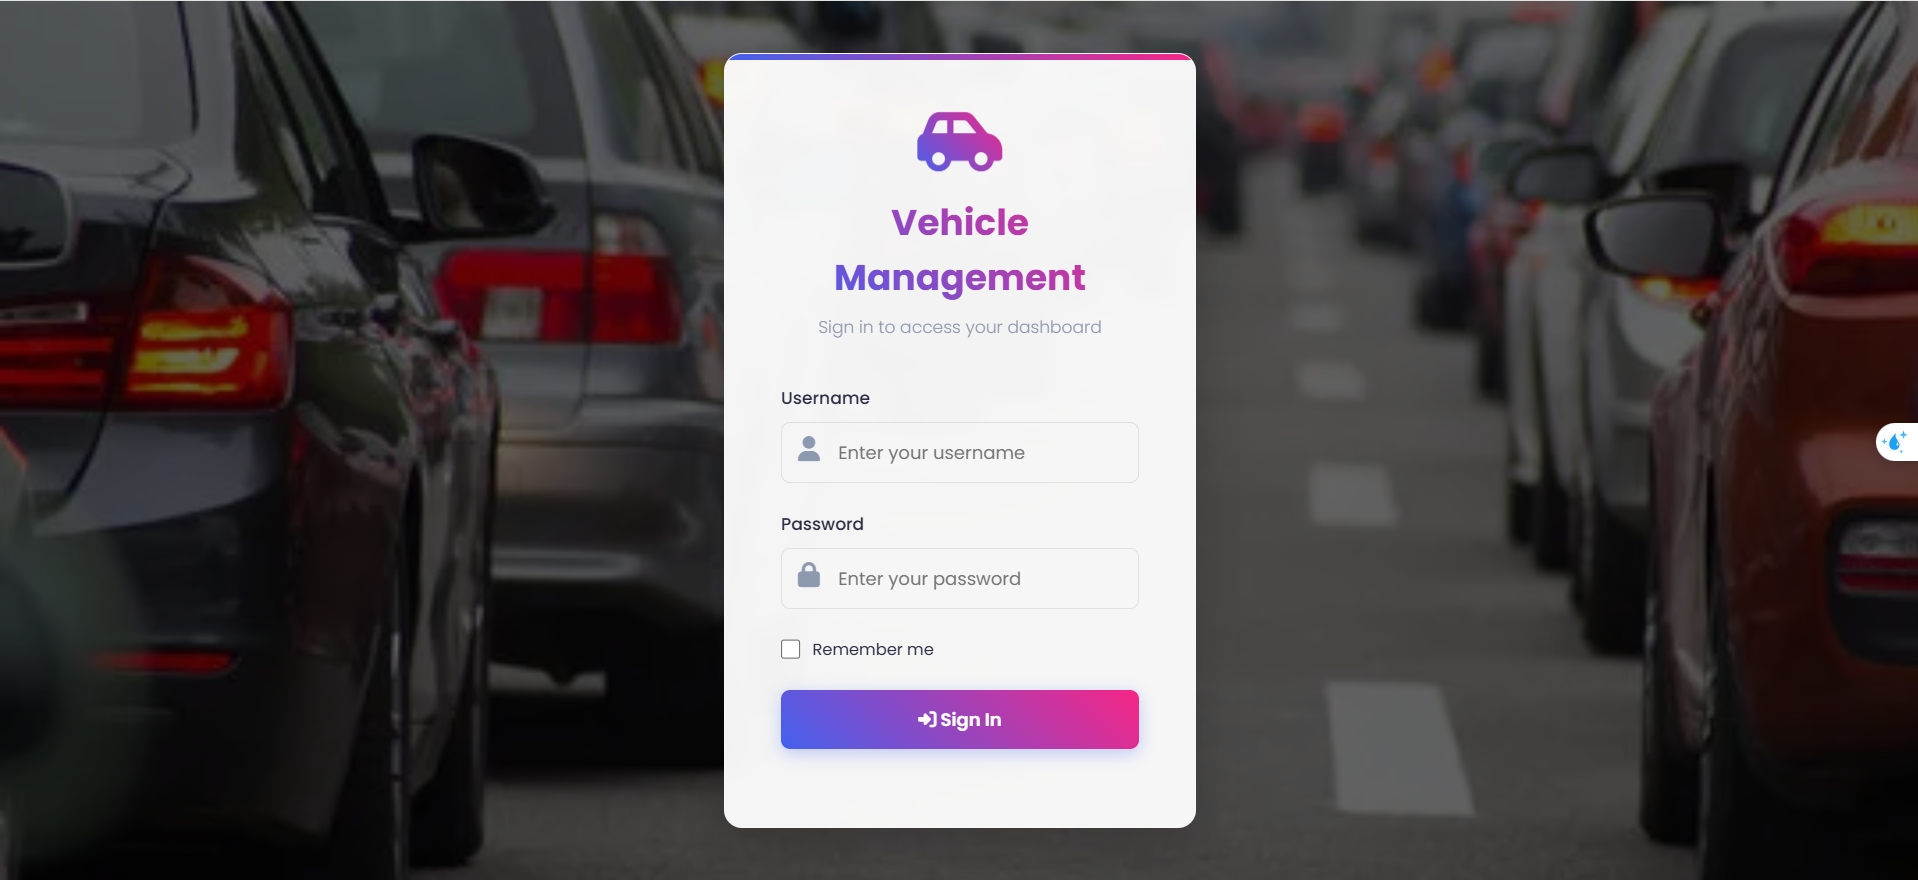 Vehicle
Management
Sign in to access your dashboard
Username
Enter your username
Password
Enter your password
Remember me
Sign In